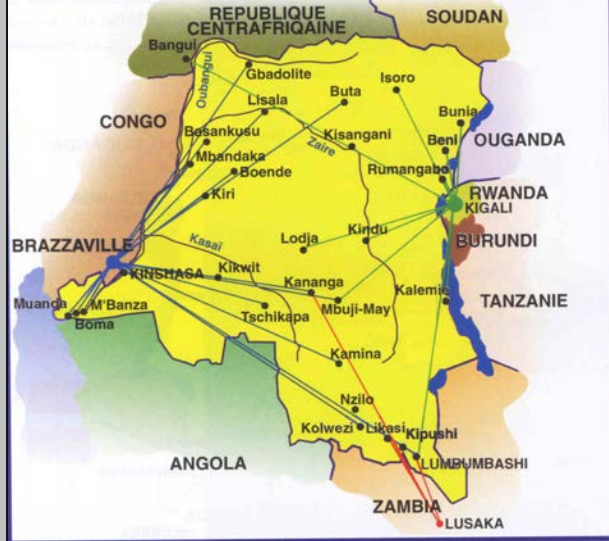 REPUBLIQUE
CENTRAFRIQAINE
SOUDAN
Bangui
Gbadolite
Isoro
Oubangui
Lisala
Buta
Bunia
CONGO
Basankusu
Kisangani
Beni
OUGANDA
Mbandaka
Zaire
Boende
Rumangabo
Kiri
RWANDA
KIGALI
Kindu
BRAZZAVILLE
Kasaï
Lodja
BURUNDI
KINSHASA
Kikwit
Kananga
Kalemie
TANZANIE
Muanda
M'Banza
Boma
Tschikapa
Mbuji-May
Kamina
Nzilo
Kolwezi
Likasi
Kipushi
ANGOLA
LUMBUMBASHI
ZAMBIA
LUSAKA